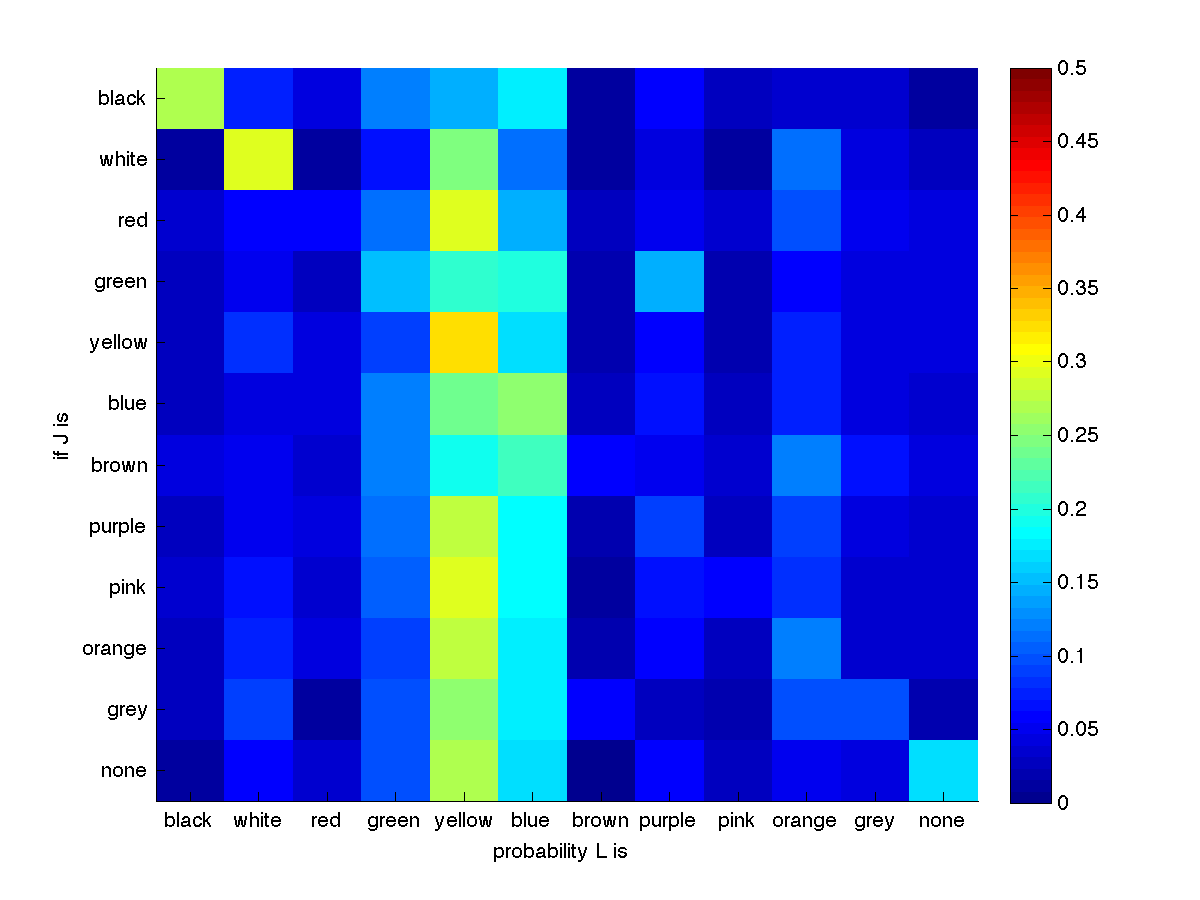 black
white
red
green
yellow
blue
brown
purple
pink
orange
grey
none
if J is
black white red green yellow blue brown purple pink orange grey none
probability L is
0.5
0.45
0.4
0.35
0.3
0.25
0.2
0.15
0.1
0.05
0